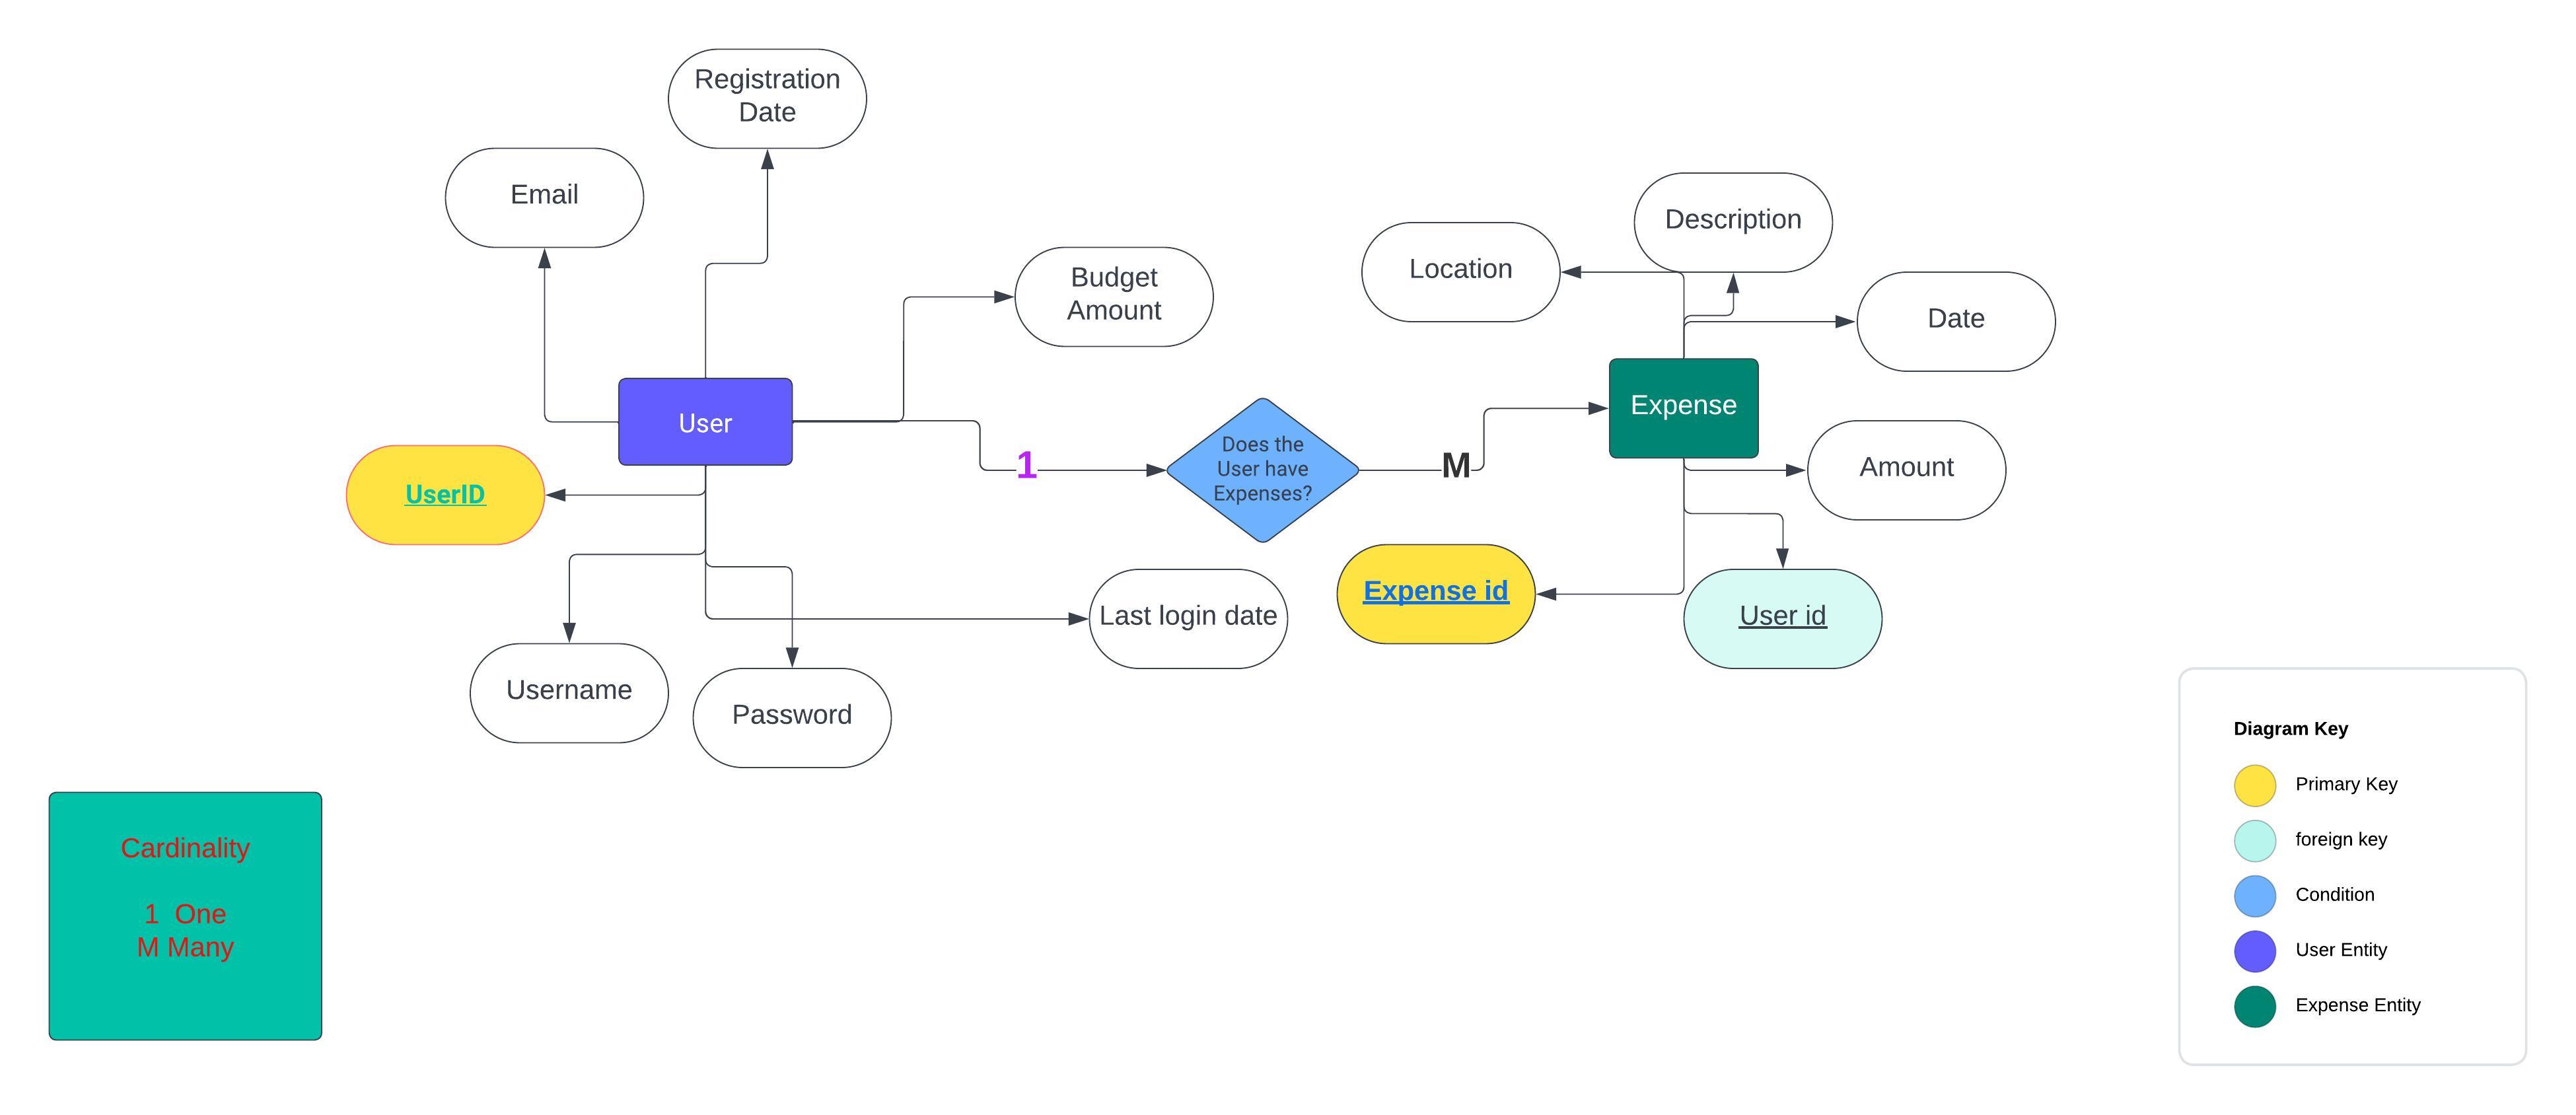 Registration
Date
Email
Description
Location
Budget
Amount
Date
User
Expense
Does the
User have
Expenses?
1
M
Amount
UserID
Expense id
User id
Last login date
Username
Password
Diagram Key
Primary Key
foreign key
Condition
User Entity
Expense Entity
Cardinality
1  One
M Many